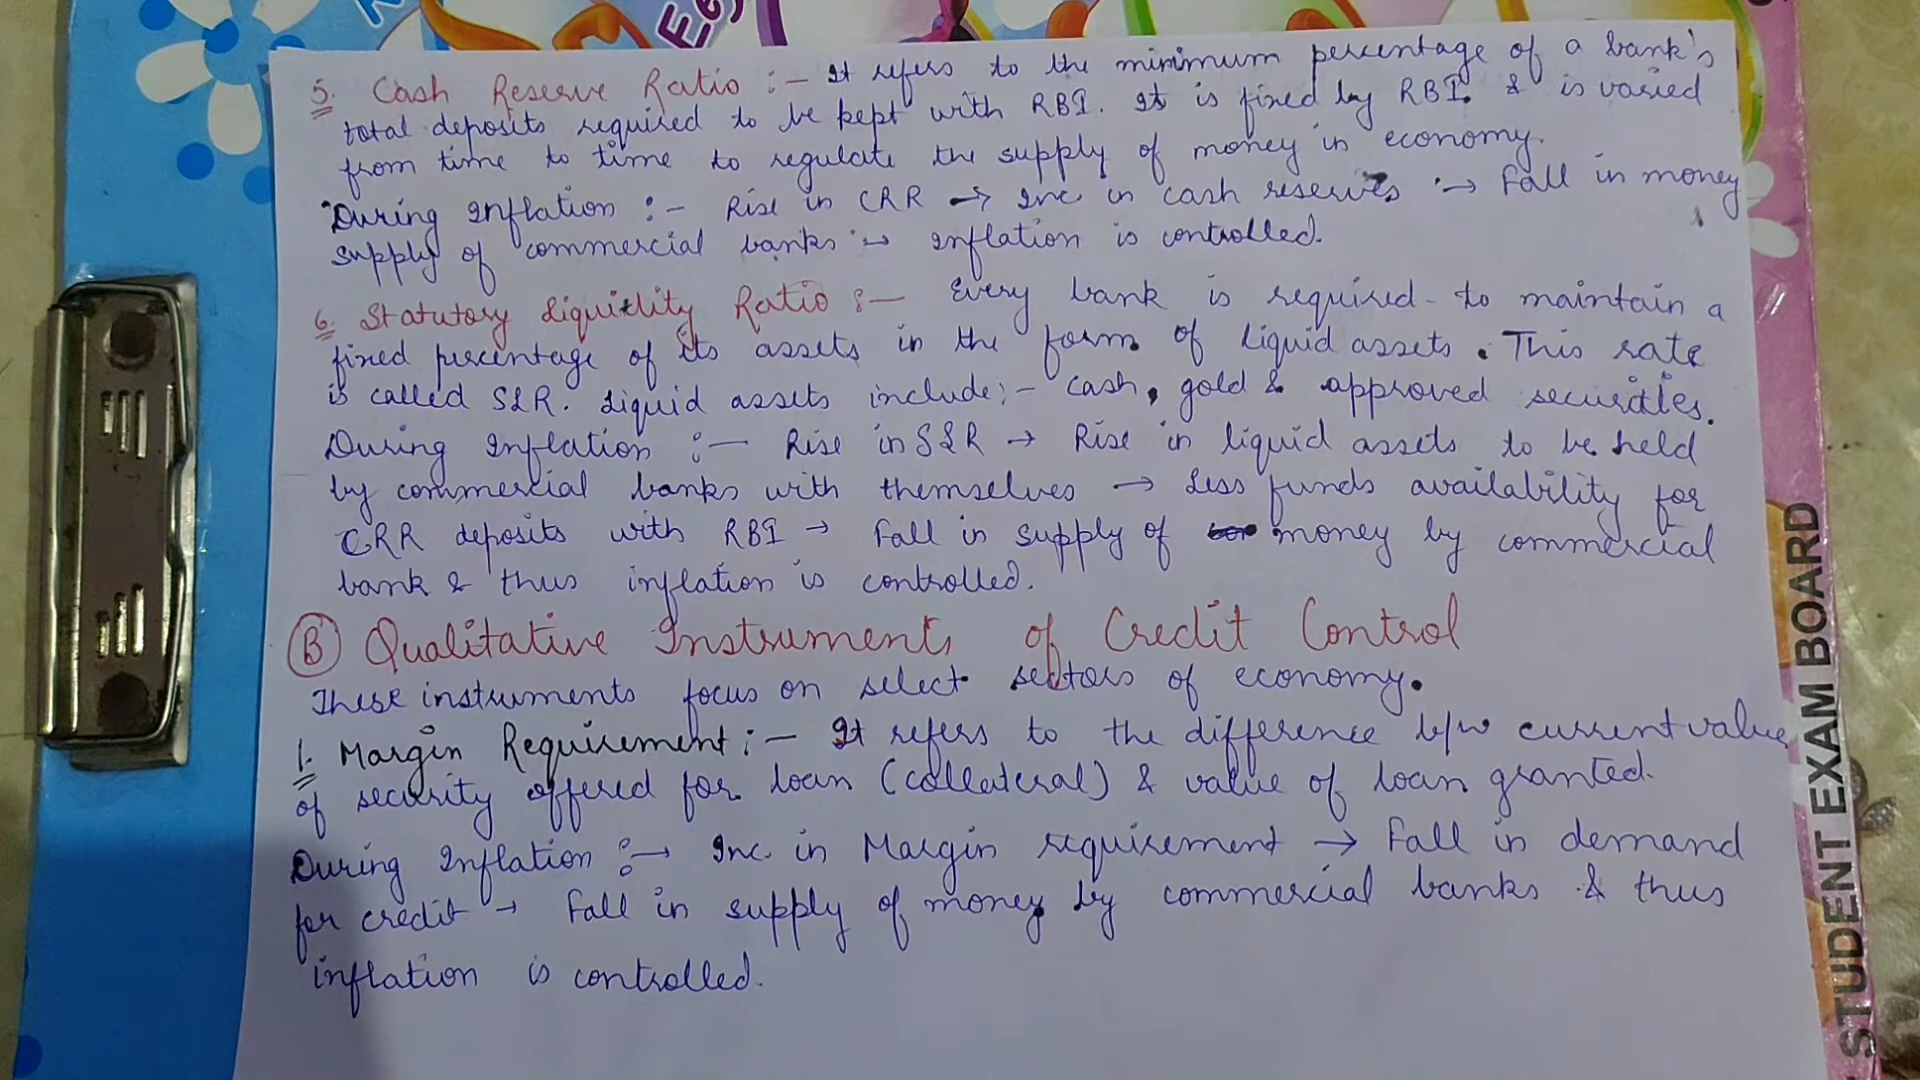 5. Cash Reserve Ratio :- It refers to the minimum percentage of a bank's
total deposits required to be kept with RBI. It is fixed by RBI. & is varied
from time to time to regulate the supply of money in economy.
During Inflation :- Rise in CRR → Inc. in cash reserves → Fall in money
supply of commercial banks → Inflation is controlled.
6. Statutory Liquidity Ratio :- Every bank is required to maintain a
fixed percentage of its assets in the form of liquid assets. This rate
is called SLR. Liquid assets include:- cash, gold & approved securities.
During Inflation :- Rise in SLR → Rise in liquid assets to be held
by commercial banks with themselves → Less funds availability for
CRR deposits with RBI → Fall in supply of money by commercial
bank & thus inflation is controlled.
(B) Qualitative Instruments of Credit Control
These instruments focus on select sectors of economy.
1. Margin Requirement :- It refers to the difference b/w current value
of security offered for loan (collateral) & value of loan granted.
During Inflation :→ Inc. in Margin requirement → Fall in demand
for credit → Fall in supply of money by commercial banks & thus
inflation is controlled.
STUDENT EXAM BOARD